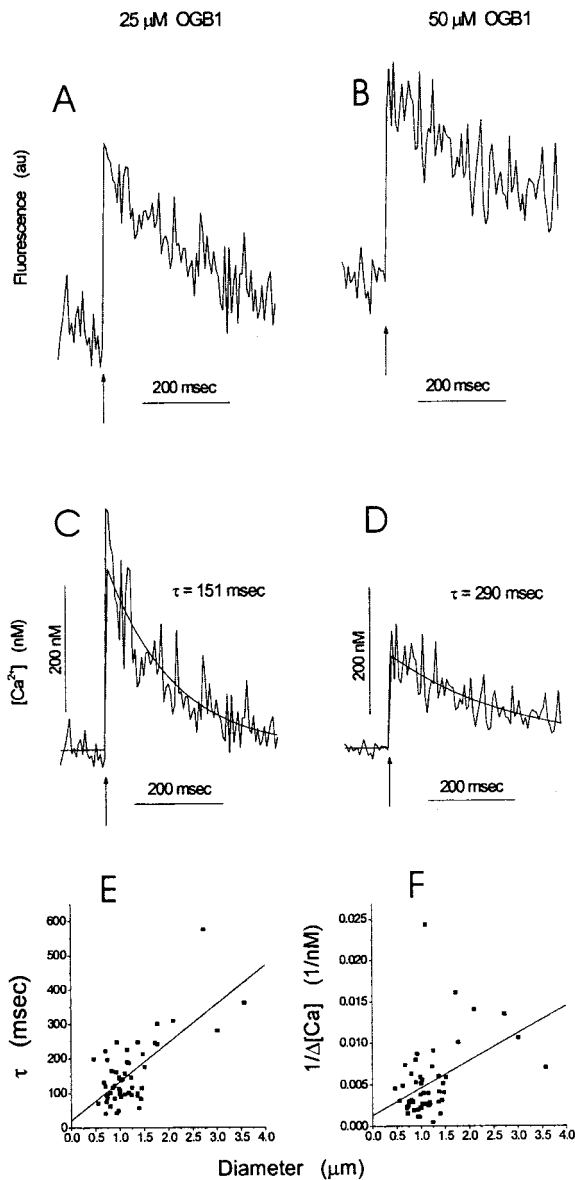 25 μM OGB1
50 μM OGB1
A
B
Fluorescence (au)
200 msec
200 msec
C
D
[Ca²⁺] (nM)
200 nM
τ = 151 msec
200 nM
τ = 290 msec
200 msec
200 msec
E
F
τ (msec)
600
500
400
300
200
100
0
0.0 0.5 1.0 1.5 2.0 2.5 3.0 3.5 4.0
1/Δ[Ca] (1/nM)
0.025
0.020
0.015
0.010
0.005
0.000
0.0 0.5 1.0 1.5 2.0 2.5 3.0 3.5 4.0
Diameter (μm)